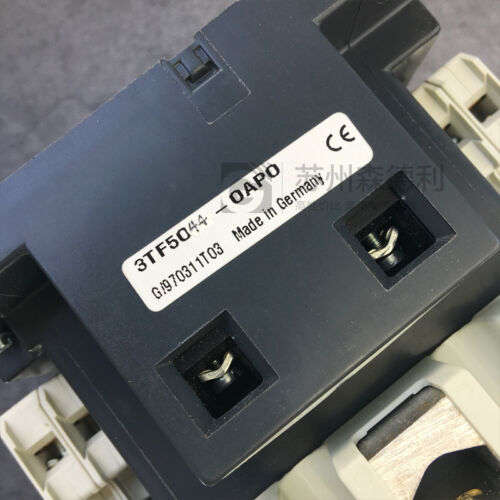 3TF5044-0AP0
CE
G/970311T03 Made in Germany
苏州森德利